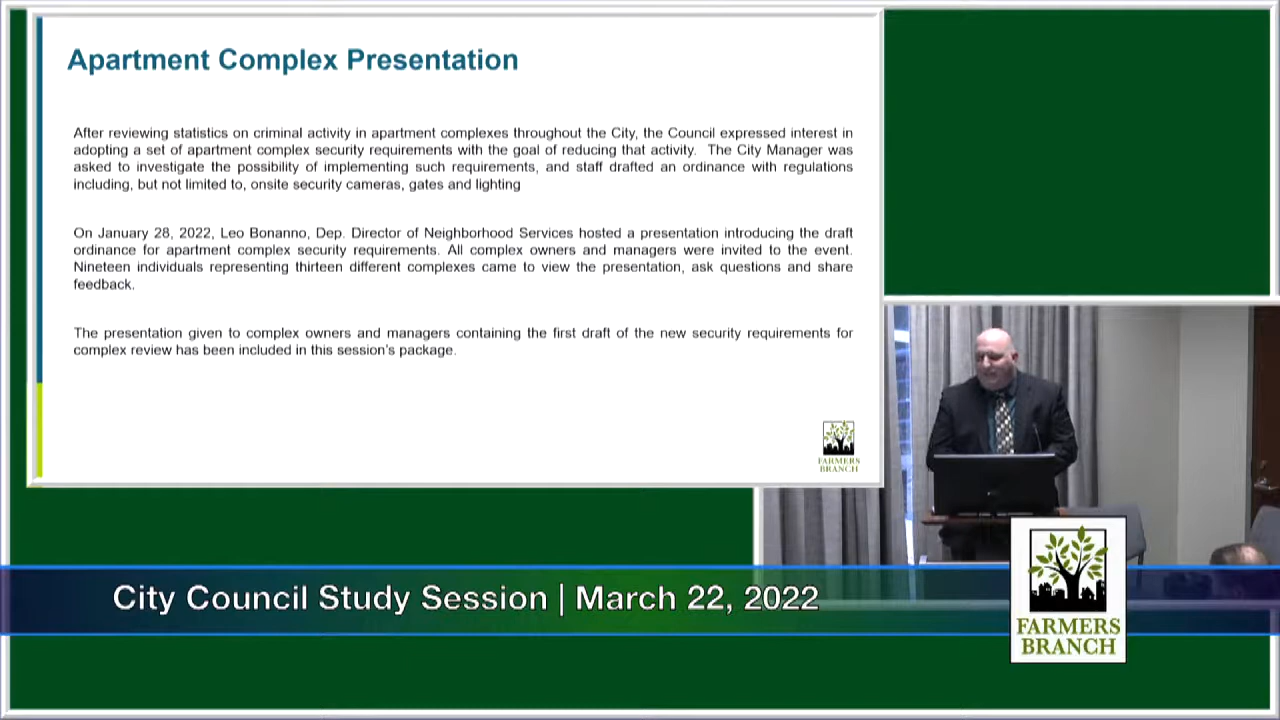 Apartment Complex Presentation
After reviewing statistics on criminal activity in apartment complexes throughout the City, the Council expressed interest in
adopting a set of apartment complex security requirements with the goal of reducing that activity. The City Manager was
asked to investigate the possibility of implementing such requirements, and staff drafted an ordinance with regulations
including, but not limited to, onsite security cameras, gates and lighting
On January 28, 2022, Leo Bonanno, Dep. Director of Neighborhood Services hosted a presentation introducing the draft
ordinance for apartment complex security requirements. All complex owners and managers were invited to the event.
Nineteen individuals representing thirteen different complexes came to view the presentation, ask questions and share
feedback.
The presentation given to complex owners and managers containing the first draft of the new security requirements for
complex review has been included in this session's package.
FARMERS
BRANCH
City Council Study Session | March 22, 2022
FARMERS
BRANCH